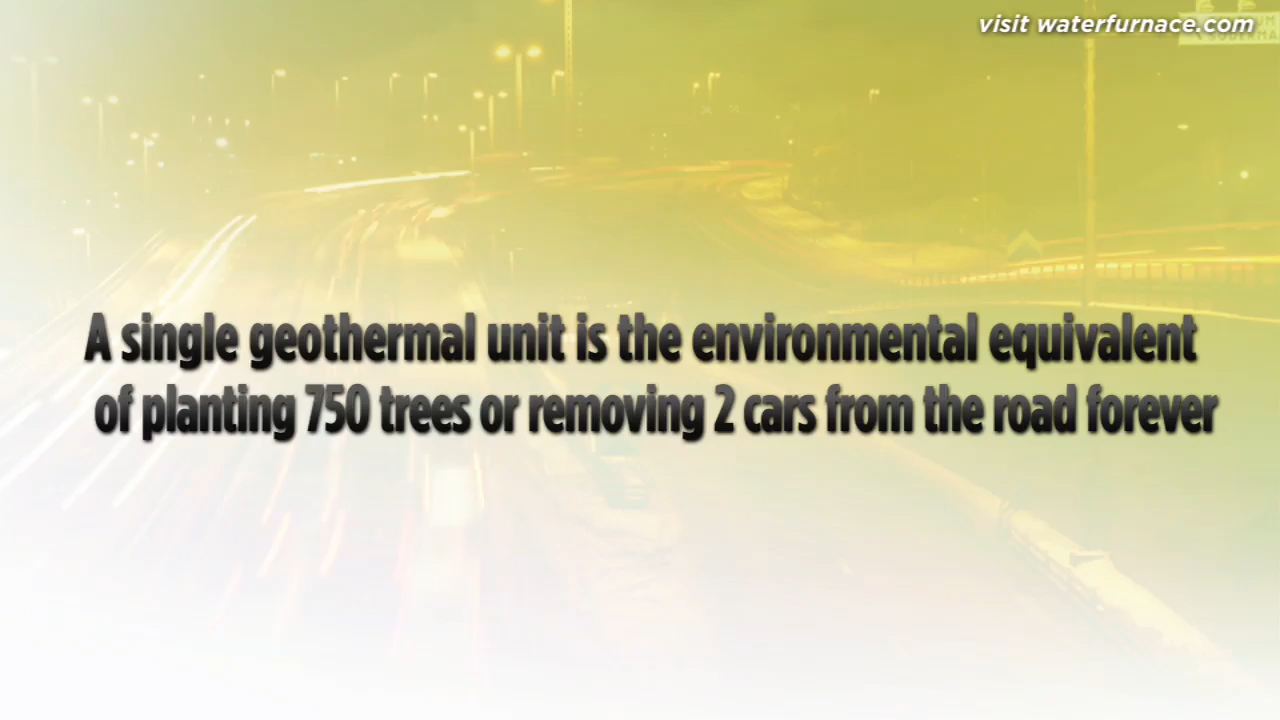 visit waterfurnace.com
A single geothermal unit is the environmental equivalent
of planting 750 trees or removing 2 cars from the road forever